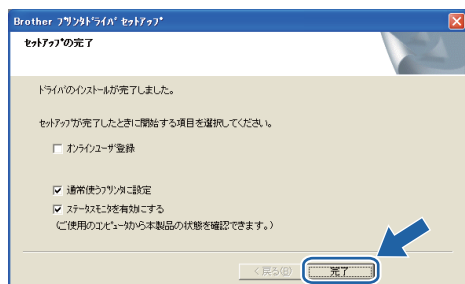 Brother ﾌﾟﾘﾝﾀﾄﾞﾗｲﾊﾞ ｾｯﾄｱｯﾌﾟ
ｾｯﾄｱｯﾌﾟの完了
ﾄﾞﾗｲﾊﾞのｲﾝｽﾄｰﾙが完了しました。
ｾｯﾄｱｯﾌﾟが完了したときに開始する項目を選択してください。
ｵﾝﾗｲﾝﾕｰｻﾞ登録
通常使うﾌﾟﾘﾝﾀに設定
ｽﾃｰﾀｽﾓﾆﾀを有効にする
(ご使用のｺﾝﾋﾟｭｰﾀから本製品の状態を確認できます。)
< 戻る(B)
完了